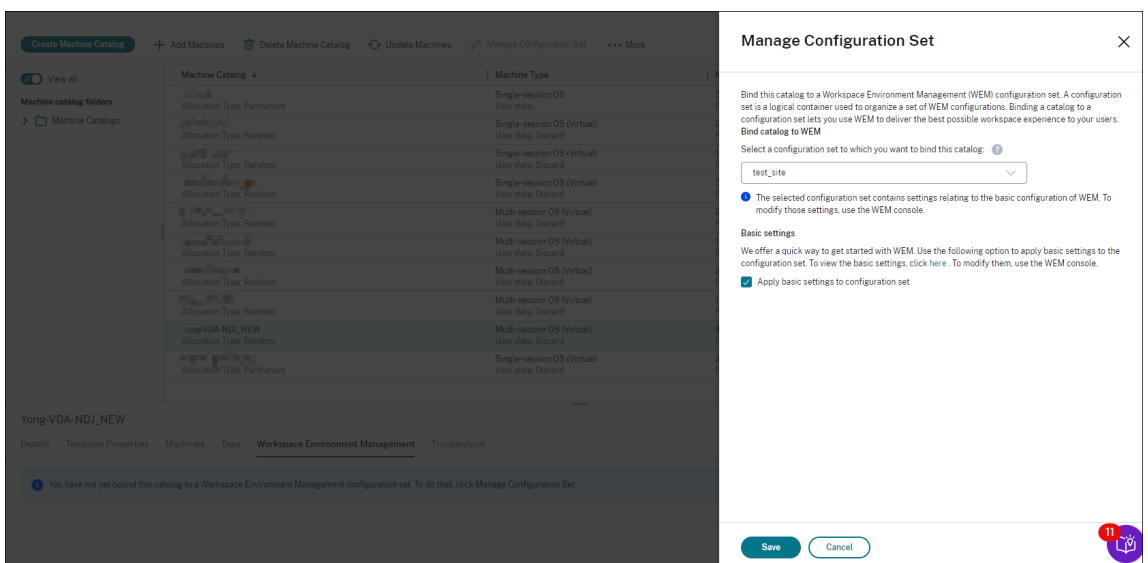 Create Machine Catalog
Add Machines
Delete Machine Catalog
Update Machines
Manage Configuration Set
••• More
View all
Machine catalog folders
Machine Catalogs
Machine Catalog ↓
Machine Type
Allocation Type: Permanent
Single-session OS
User data: -
Allocation Type: Random
Single-session OS (Virtual)
User data: Discard
Allocation Type: Random
Single-session OS (Virtual)
User data: Discard
Allocation Type: Random
Single-session OS (Virtual)
User data: Discard
Allocation Type: Random
Multi-session OS (Virtual)
User data: Discard
Allocation Type: Random
Multi-session OS (Virtual)
User data: Discard
Allocation Type: Random
Multi-session OS (Virtual)
User data: Discard
Allocation Type: Random
Multi-session OS (Virtual)
User data: Discard
-VDA-NDJ_NEW
Allocation Type: Random
Multi-session OS (Virtual)
User data: Discard
Allocation Type: Permanent
Single-session OS (Virtual)
User data: Discard
Yong-VDA-NDJ_NEW
Details
Template Properties
Machines
Tags
Workspace Environment Management
Troubleshoot
You have not yet bound this catalog to a Workspace Environment Management configuration set. To do that, click Manage Configuration Set.
Manage Configuration Set
Bind this catalog to a Workspace Environment Management (WEM) configuration set. A configuration
set is a logical container used to organize a set of WEM configurations. Binding a catalog to a
configuration set lets you use WEM to deliver the best possible workspace experience to your users.
Bind catalog to WEM
Select a configuration set to which you want to bind this catalog:
test_site
The selected configuration set contains settings relating to the basic configuration of WEM. To
modify those settings, use the WEM console.
Basic settings
We offer a quick way to get started with WEM. Use the following option to apply basic settings to the
configuration set. To view the basic settings, click here . To modify them, use the WEM console.
Apply basic settings to configuration set
Save
Cancel
11